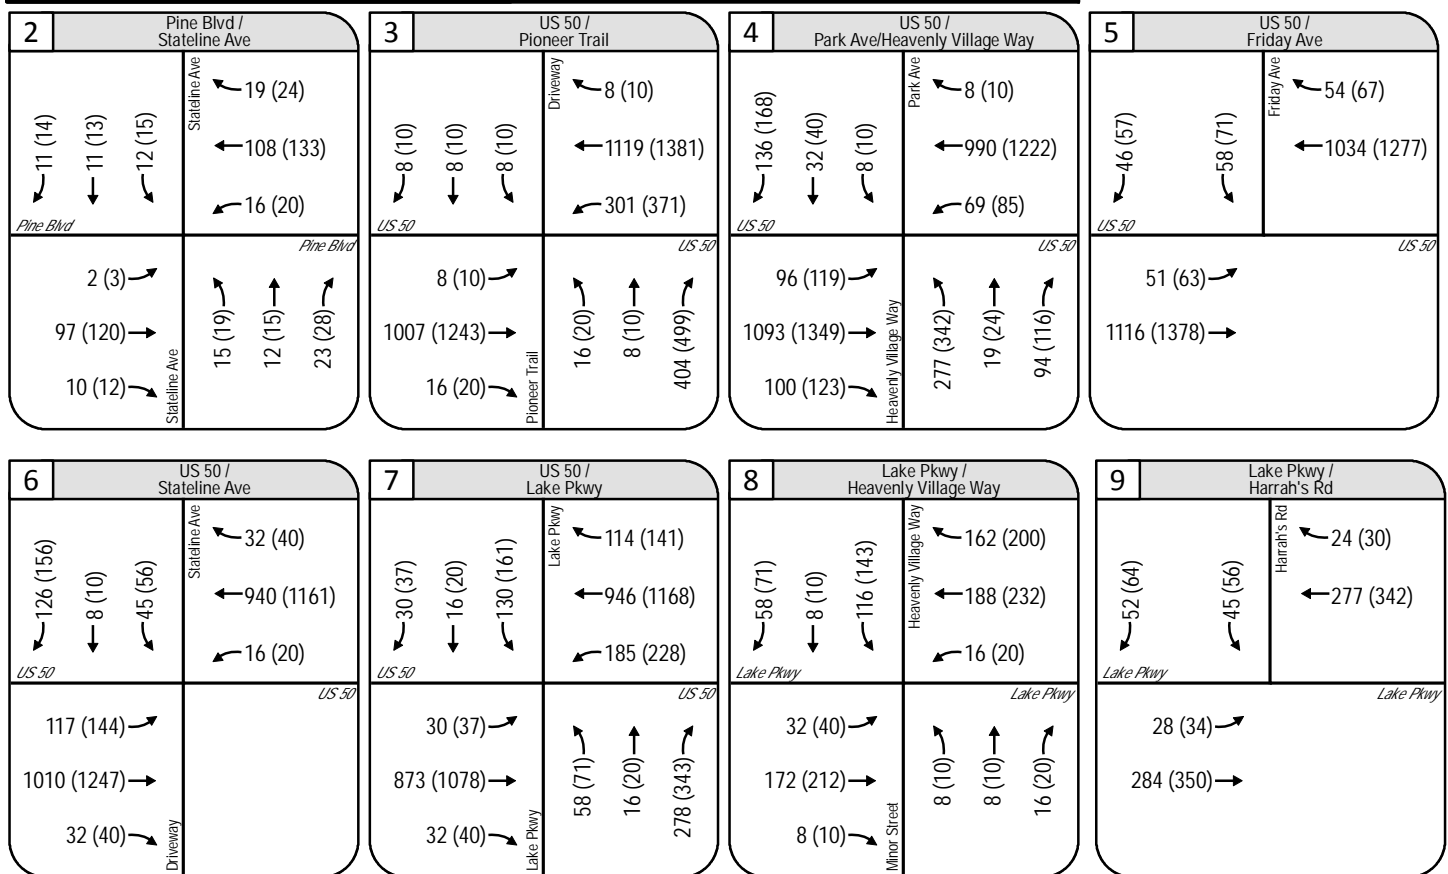 2
Pine Blvd /
Stateline Ave
Stateline Ave
11 (14)
11 (13)
12 (15)
19 (24)
108 (133)
16 (20)
Pine Blvd
Pine Blvd
2 (3)
97 (120)
10 (12)
Stateline Ave
15 (19)
12 (15)
23 (28)
3
US 50 /
Pioneer Trail
Driveway
8 (10)
8 (10)
8 (10)
8 (10)
1119 (1381)
301 (371)
US 50
US 50
8 (10)
1007 (1243)
16 (20)
Pioneer Trail
16 (20)
8 (10)
404 (499)
4
US 50 /
Park Ave/Heavenly Village Way
Park Ave
136 (168)
32 (40)
8 (10)
8 (10)
990 (1222)
69 (85)
US 50
US 50
96 (119)
1093 (1349)
100 (123)
Heavenly Village Way
277 (342)
19 (24)
94 (116)
5
US 50 /
Friday Ave
Friday Ave
46 (57)
58 (71)
54 (67)
1034 (1277)
US 50
US 50
51 (63)
1116 (1378)
6
US 50 /
Stateline Ave
Stateline Ave
126 (156)
8 (10)
45 (56)
32 (40)
940 (1161)
16 (20)
US 50
US 50
117 (144)
1010 (1247)
32 (40)
Driveway
7
US 50 /
Lake Pkwy
Lake Pkwy
30 (37)
16 (20)
130 (161)
114 (141)
946 (1168)
185 (228)
US 50
US 50
30 (37)
873 (1078)
32 (40)
Lake Pkwy
58 (71)
16 (20)
278 (343)
8
Lake Pkwy /
Heavenly Village Way
Heavenly Village Way
58 (71)
8 (10)
116 (143)
162 (200)
188 (232)
16 (20)
Lake Pkwy
Lake Pkwy
32 (40)
172 (212)
8 (10)
Minor Street
8 (10)
8 (10)
16 (20)
9
Lake Pkwy /
Harrah's Rd
Harrah's Rd
52 (64)
45 (56)
24 (30)
277 (342)
Lake Pkwy
Lake Pkwy
28 (34)
284 (350)